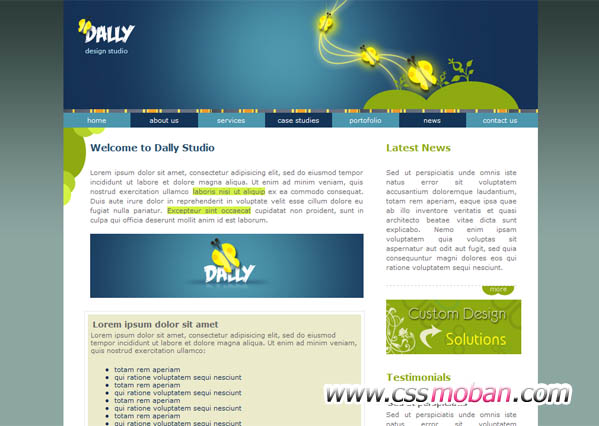 DALLY
design studio
home about us services case studies portofolio news contact us
Welcome to Dally Studio
Lorem ipsum dolor sit amet, consectetur adipisicing elit, sed do eiusmod tempor
incididunt ut labore et dolore magna aliqua. Ut enim ad minim veniam, quis
nostrud exercitation ullamco laboris nisi ut aliquip ex ea commodo consequat.
Duis aute irure dolor in reprehenderit in voluptate velit esse cillum dolore eu
fugiat nulla pariatur. Excepteur sint occaecat cupidatat non proident, sunt in
culpa qui officia deserunt mollit anim id est laborum.
DALLY
Lorem ipsum dolor sit amet
Lorem ipsum dolor sit amet, consectetur adipisicing elit, sed do eiusmod
tempor incididunt ut labore et dolore magna aliqua. Ut enim ad minim veniam,
quis nostrud exercitation ullamco:
totam rem aperiam
qui ratione voluptatem sequi nesciunt
totam rem aperiam
qui ratione voluptatem sequi nesciunt
totam rem aperiam
qui ratione voluptatem sequi nesciunt
totam rem aperiam
Latest News
Sed ut perspiciatis unde omnis iste
natus error sit voluptatem
accusantium doloremque laudantium,
totam rem aperiam, eaque ipsa quae
ab illo inventore veritatis et quasi
architecto beatae vitae dicta sunt
explicabo. Nemo enim ipsam
voluptatem quia voluptas sit
aspernatur aut odit aut fugit, sed quia
consequuntur magni dolores eos qui
ratione voluptatem sequi nesciunt.
more
Custom Design
Solutions
Testimonials
Sed ut perspiciatis unde omnis iste
natus error sit voluptatem
www.cssmoban.com